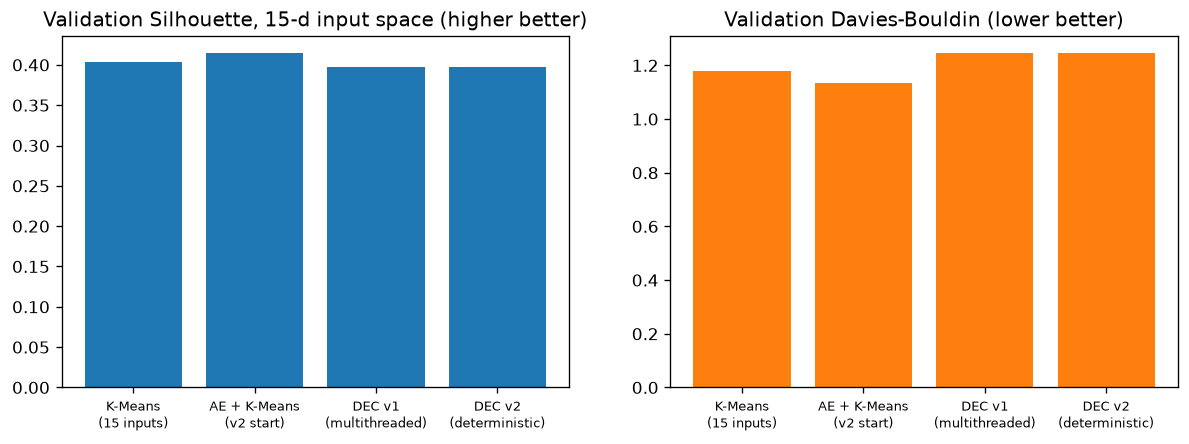 Validation Silhouette, 15-d input space (higher better)
0.40
0.35
0.30
0.25
0.20
0.15
0.10
0.05
0.00
K-Means
(15 inputs)
AE + K-Means
(v2 start)
DEC v1
(multithreaded)
DEC v2
(deterministic)
Validation Davies-Bouldin (lower better)
1.2
1.0
0.8
0.6
0.4
0.2
0.0
K-Means
(15 inputs)
AE + K-Means
(v2 start)
DEC v1
(multithreaded)
DEC v2
(deterministic)